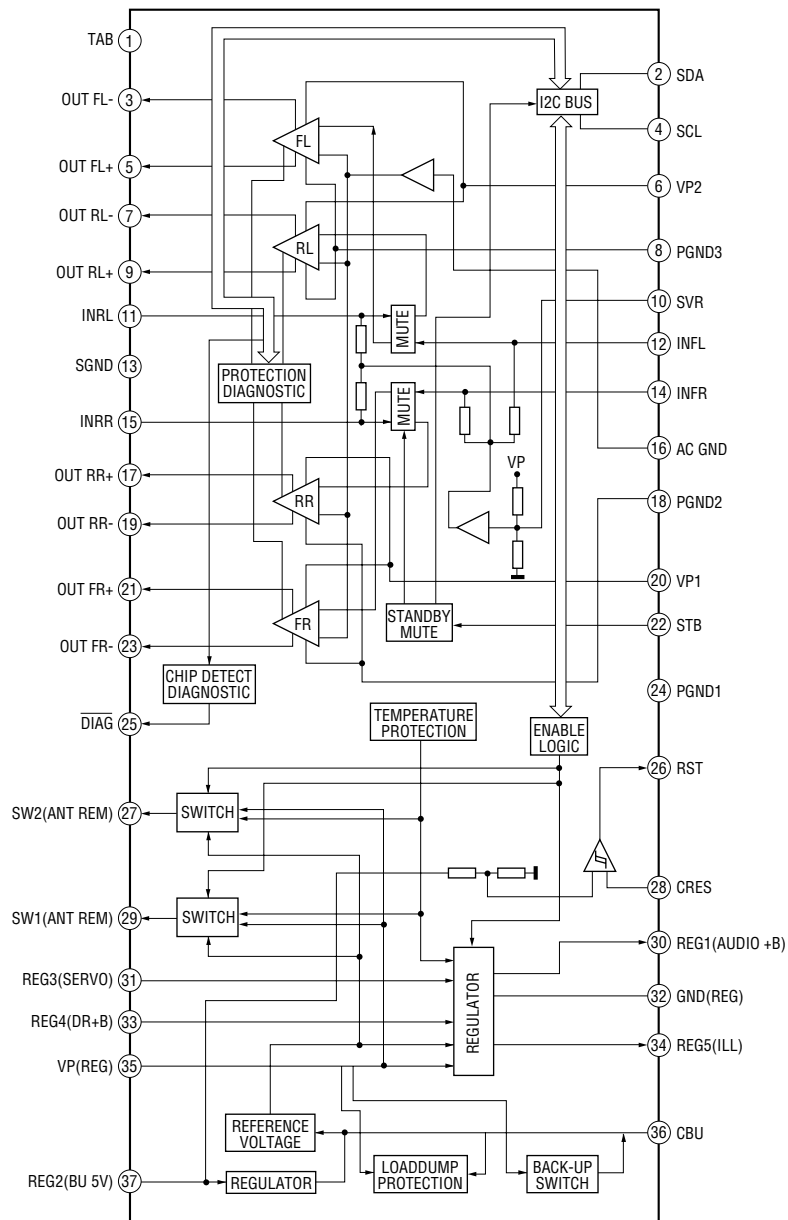 TAB 1
OUT FL- 3
OUT FL+ 5
OUT RL- 7
OUT RL+ 9
INRL 11
SGND 13
INRR 15
OUT RR+ 17
OUT RR- 19
OUT FR+ 21
OUT FR- 23
DIAG 25
SW2(ANT REM) 27
SW1(ANT REM) 29
REG3(SERVO) 31
REG4(DR+B) 33
VP(REG) 35
REG2(BU 5V) 37
FL
RL
RR
FR
PROTECTION
DIAGNOSTIC
CHIP DETECT
DIAGNOSTIC
MUTE
MUTE
I2C BUS
VP
STANDBY
MUTE
TEMPERATURE
PROTECTION
ENABLE
LOGIC
SWITCH
SWITCH
REGULATOR
REFERENCE
VOLTAGE
REGULATOR
LOADDUMP
PROTECTION
BACK-UP
SWITCH
2 SDA
4 SCL
6 VP2
8 PGND3
10 SVR
12 INFL
14 INFR
16 AC GND
18 PGND2
20 VP1
22 STB
24 PGND1
26 RST
28 CRES
30 REG1(AUDIO +B)
32 GND(REG)
34 REG5(ILL)
36 CBU